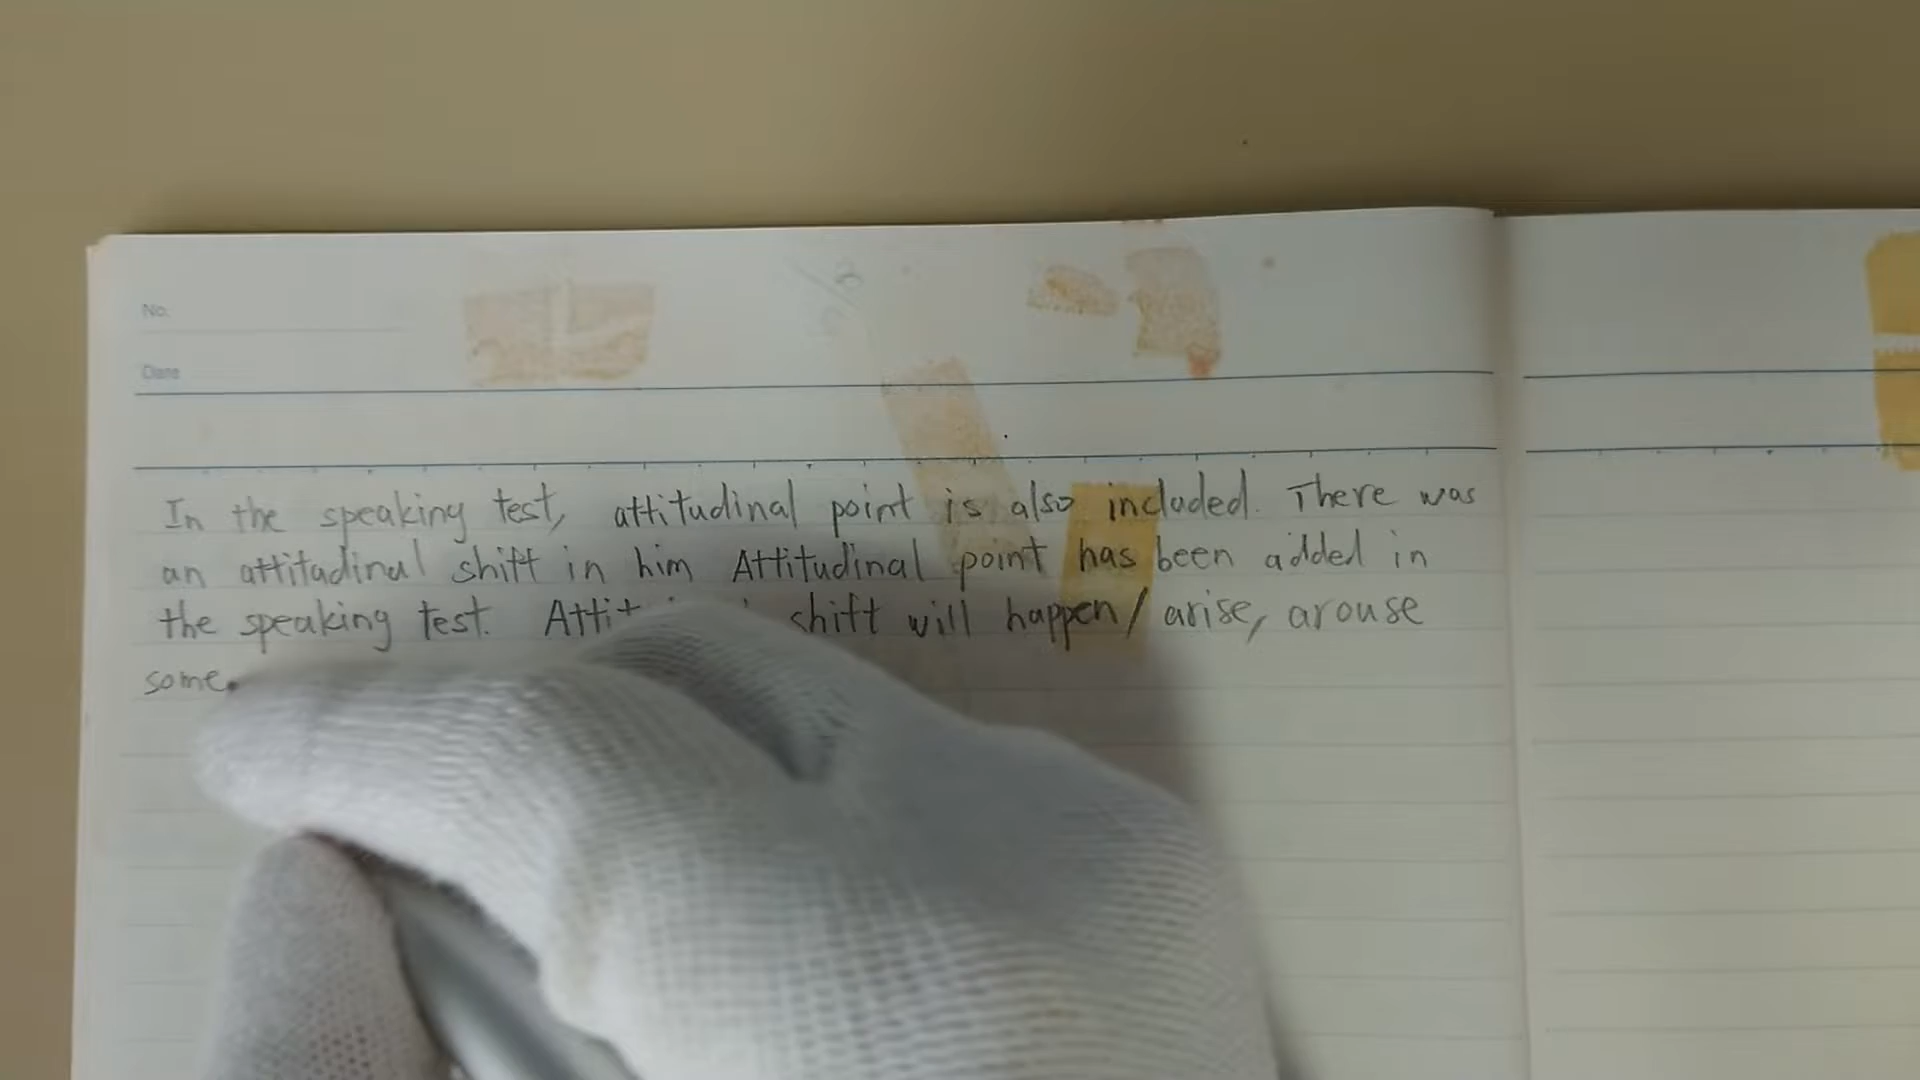 No.
Date
In the speaking test, attitudinal point is also included. There was
an attitudinal shift in him Attitudinal point has been added in
the speaking test. shift will happen/ arise, arouse
some